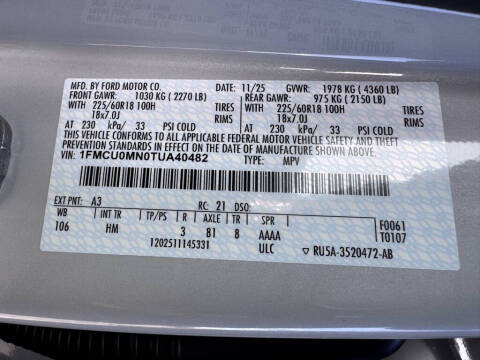 MFD. BY FORD MOTOR CO. 11/25 GVWR: 1978 KG ( 4360 LB)
FRONT GAWR: 1030 KG ( 2270 LB) REAR GAWR: 975 KG ( 2150 LB)
WITH 225/60R18 100H TIRES WITH 225/60R18 100H TIRES
18x7.0J RIMS 18x7.0J RIMS
AT 230 kPa/ 33 PSI COLD AT 230 kPa/ 33 PSI COLD
THIS VEHICLE CONFORMS TO ALL APPLICABLE FEDERAL MOTOR VEHICLE SAFETY
STANDARDS IN EFFECT ON THE DATE OF MANUFACTURE SHOWN ABOVE.
VIN: 1FMCU0MN0TUA40482 TYPE: MPV
EXT PNT: A3 RC: 21 DSO:
WB INT TR TP/PS R AXLE TR SPR F0061
106 HM 3 81 8 AAAA T0107
1202511145331 ULC ▽ RU5A-3520472-AB